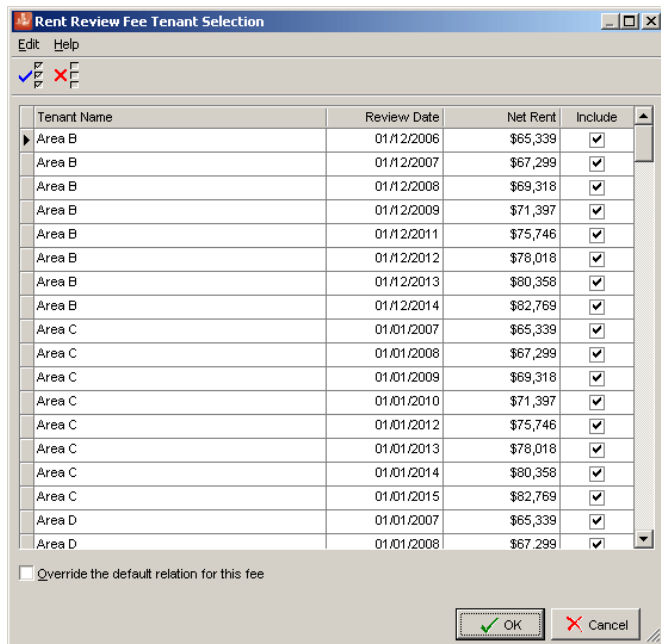 Rent Review Fee Tenant Selection
Edit Help
Tenant Name Review Date Net Rent Include
Area B 01/12/2006 $65,339
Area B 01/12/2007 $67,299
Area B 01/12/2008 $69,318
Area B 01/12/2009 $71,397
Area B 01/12/2011 $75,746
Area B 01/12/2012 $78,018
Area B 01/12/2013 $80,358
Area B 01/12/2014 $82,769
Area C 01/01/2007 $65,339
Area C 01/01/2008 $67,299
Area C 01/01/2009 $69,318
Area C 01/01/2010 $71,397
Area C 01/01/2012 $75,746
Area C 01/01/2013 $78,018
Area C 01/01/2014 $80,358
Area C 01/01/2015 $82,769
Area D 01/01/2007 $65,339
Area D 01/01/2008 $67,299
Override the default relation for this fee
OK Cancel